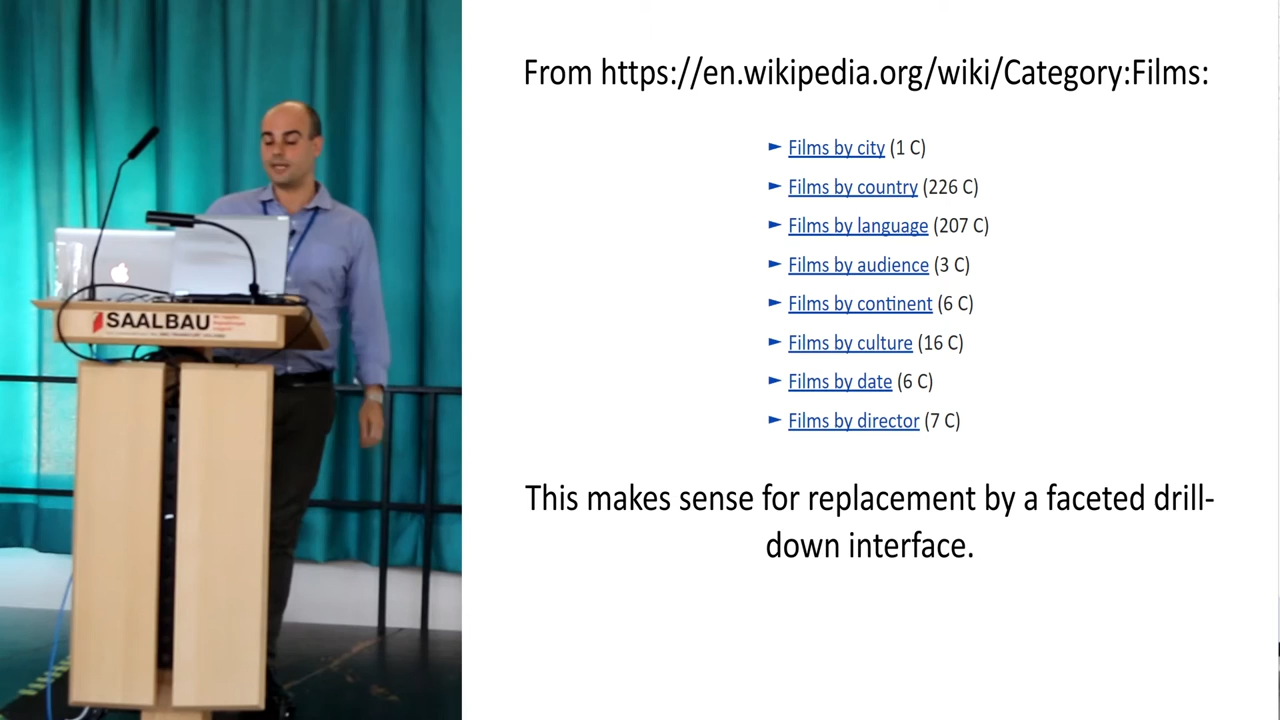 From https://en.wikipedia.org/wiki/Category:Films:
► Films by city (1 C)
► Films by country (226 C)
► Films by language (207 C)
► Films by audience (3 C)
► Films by continent (6 C)
► Films by culture (16 C)
► Films by date (6 C)
► Films by director (7 C)
This makes sense for replacement by a faceted drill-
down interface.
SAALBAU